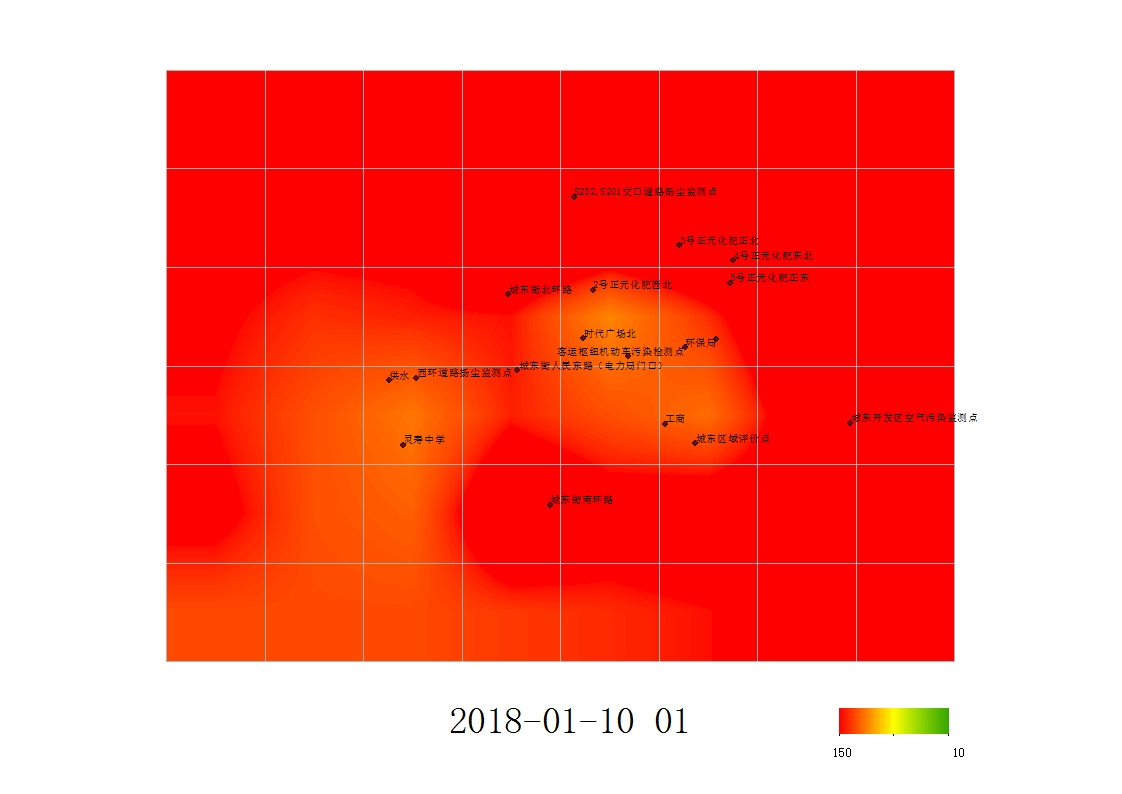 S232,S201交口道路扬尘监测点
3号正元化肥正北
4号正元化肥东北
5号正元化肥正东
2号正元化肥西北
城东街北环路
时代广场北
环保局
客运枢纽机动车污染检测点
城东街人民东路（电力局门口）
西环道路扬尘监测点
供水
城东开发区空气污染监测点
工商
城东区域评价点
灵寿中学
城东街南环路
2018-01-10 01
150
10